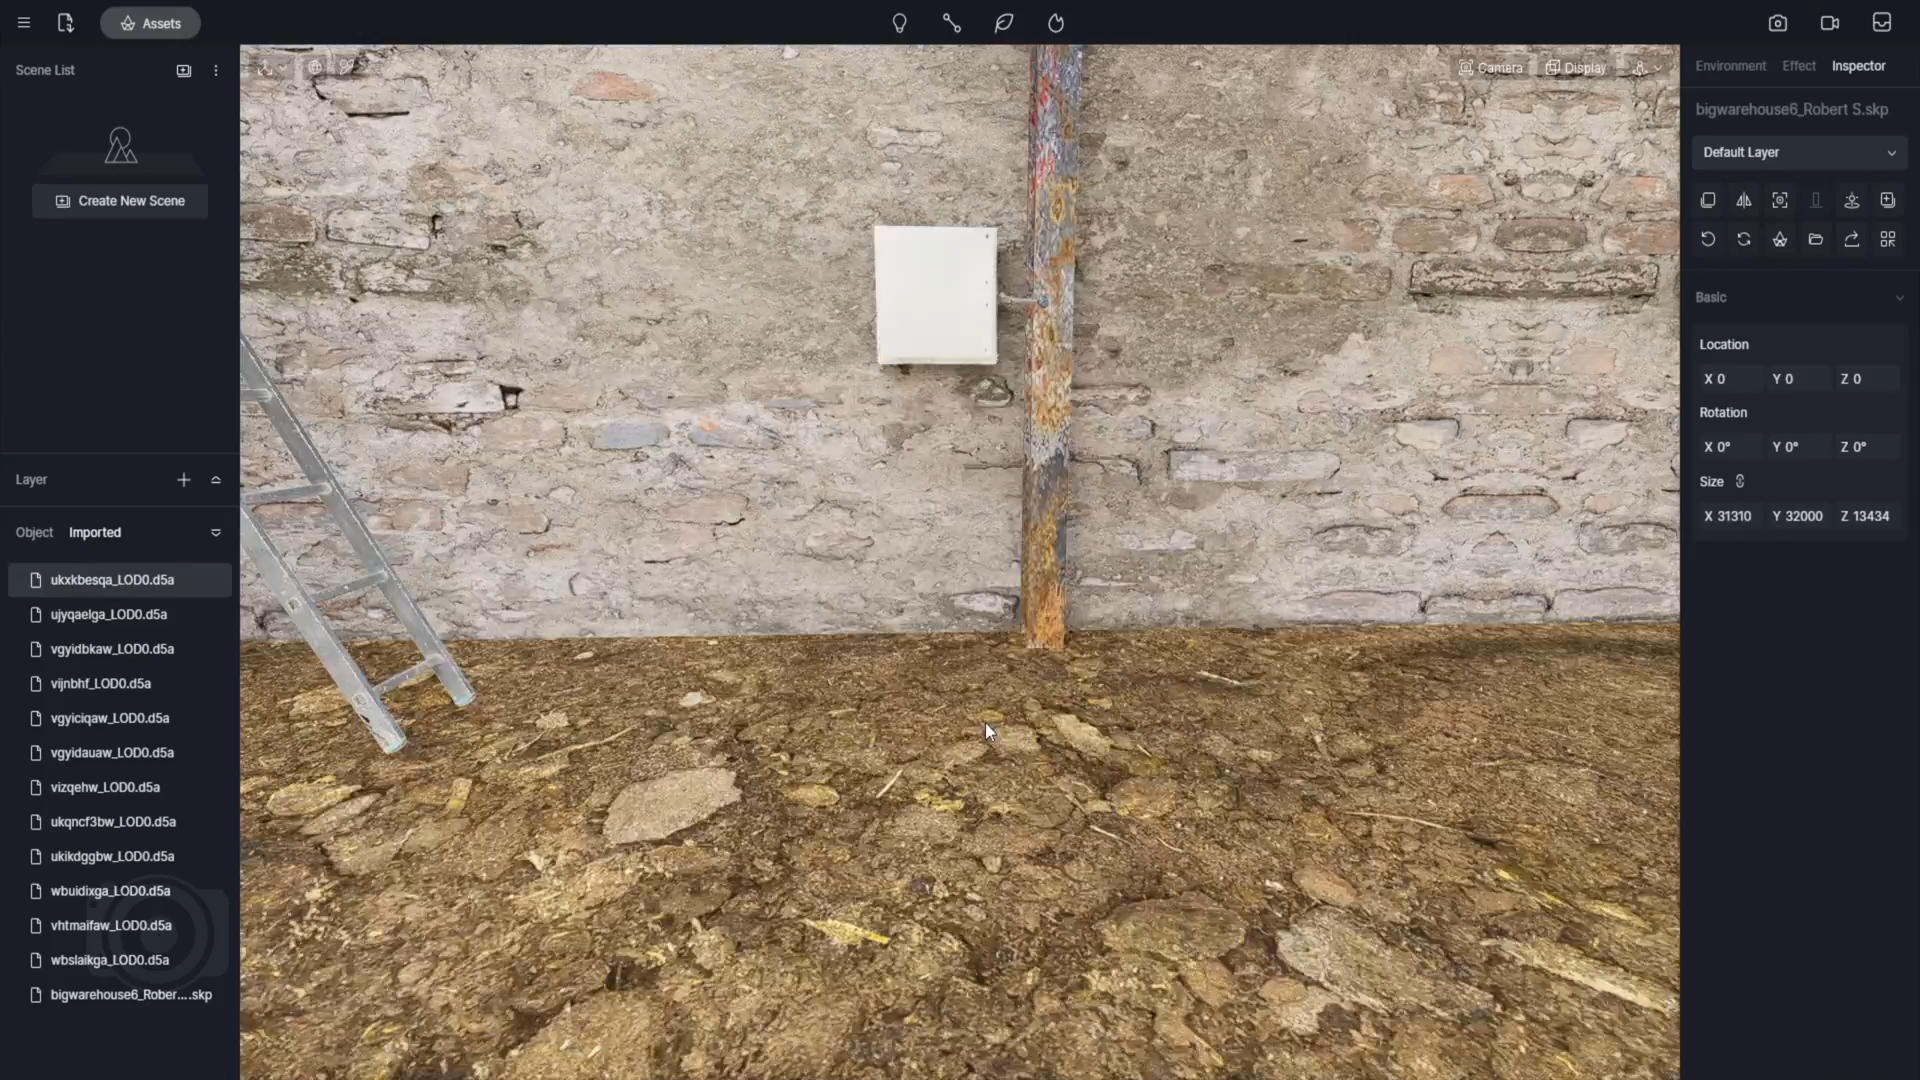 Assets
Scene List
Create New Scene
Layer
Object Imported
ukxkbesqa_LOD0.d5a
ujyqaelga_LOD0.d5a
vgyidbkaw_LOD0.d5a
vijnbhf_LOD0.d5a
vgyiciqaw_LOD0.d5a
vgyidauaw_LOD0.d5a
vizqehw_LOD0.d5a
ukqncf3bw_LOD0.d5a
ukikdggbw_LOD0.d5a
wbuidixga_LOD0.d5a
vhtmaifaw_LOD0.d5a
wbslaikga_LOD0.d5a
bigwarehouse6_Rober....skp
Camera Display
Environment Effect Inspector
bigwarehouse6_Robert S.skp
Default Layer
Basic
Location
X 0 Y 0 Z 0
Rotation
X 0° Y 0° Z 0°
Size
X 31310 Y 32000 Z 13434